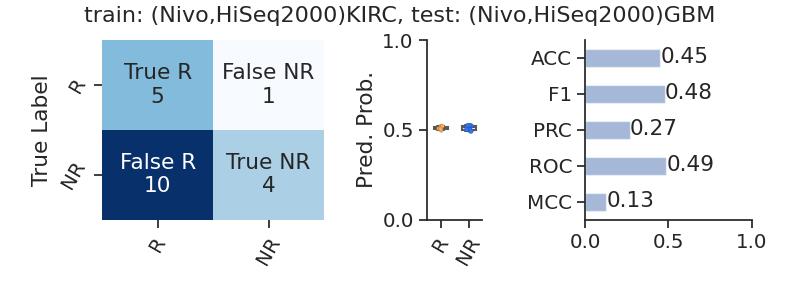 train: (Nivo,HiSeq2000)KIRC, test: (Nivo,HiSeq2000)GBM
True Label
R
NR
True R
5
False NR
1
False R
10
True NR
4
R
NR
Pred. Prob.
1.0
0.5
0.0
R
NR
ACC
0.45
F1
0.48
PRC
0.27
ROC
0.49
MCC
0.13
0.0
0.5
1.0